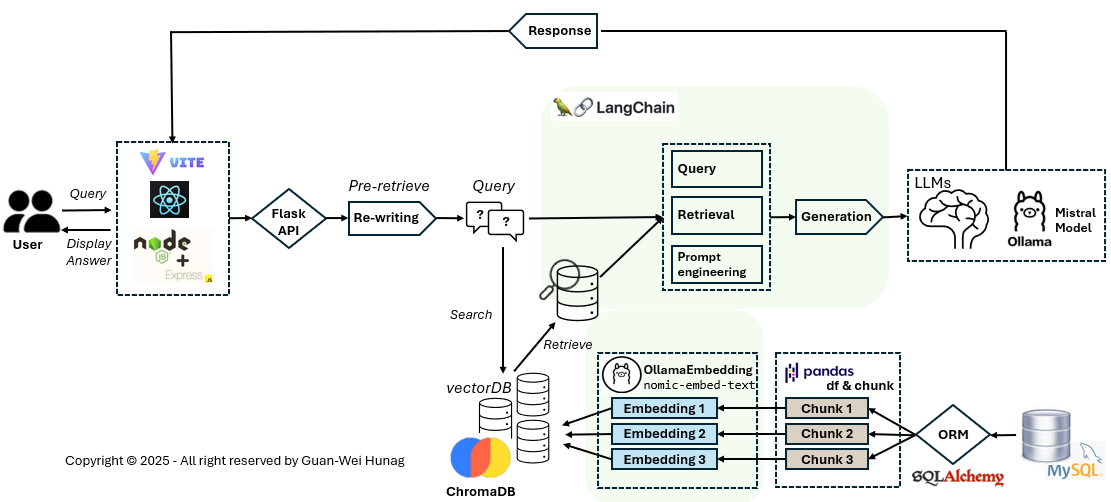 Response
LangChain
VITE
Query
User
Display
Answer
node
JS
+
Express
JS
Flask
API
Pre-retrieve
Re-writing
Query
?
?
Query
Retrieval
Prompt
engineering
Generation
LLMs
Ollama
Mistral
Model
Search
Retrieve
vectorDB
ChromaDB
OllamaEmbedding
nomic-embed-text
Embedding 1
Embedding 2
Embedding 3
pandas
df & chunk
Chunk 1
Chunk 2
Chunk 3
ORM
SQLAlchemy
MySQL
Copyright © 2025 - All right reserved by Guan-Wei Hunag